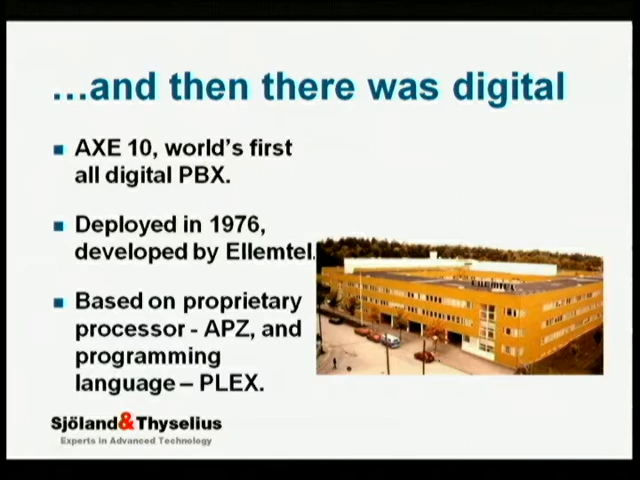 ...and then there was digital
AXE 10, world's first
all digital PBX.
Deployed in 1976,
developed by Ellemtel.
Based on proprietary
processor - APZ, and
programming
language – PLEX.
ELLEMTEL
Sjöland&Thyselius
Experts in Advanced Technology